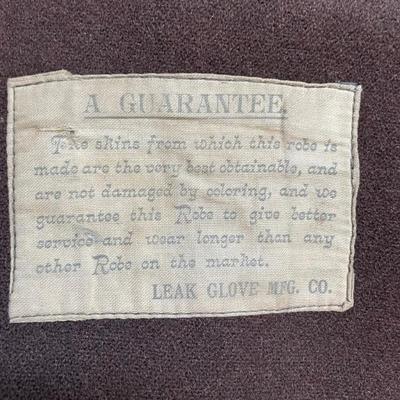 A GUARANTEE.
The skins from which this robe is
made are the very best obtainable, and
are not damaged by coloring, and we
guarantee this Robe to give better
service and wear longer than any
other Robe on the market.
LEAK GLOVE MFG. CO.